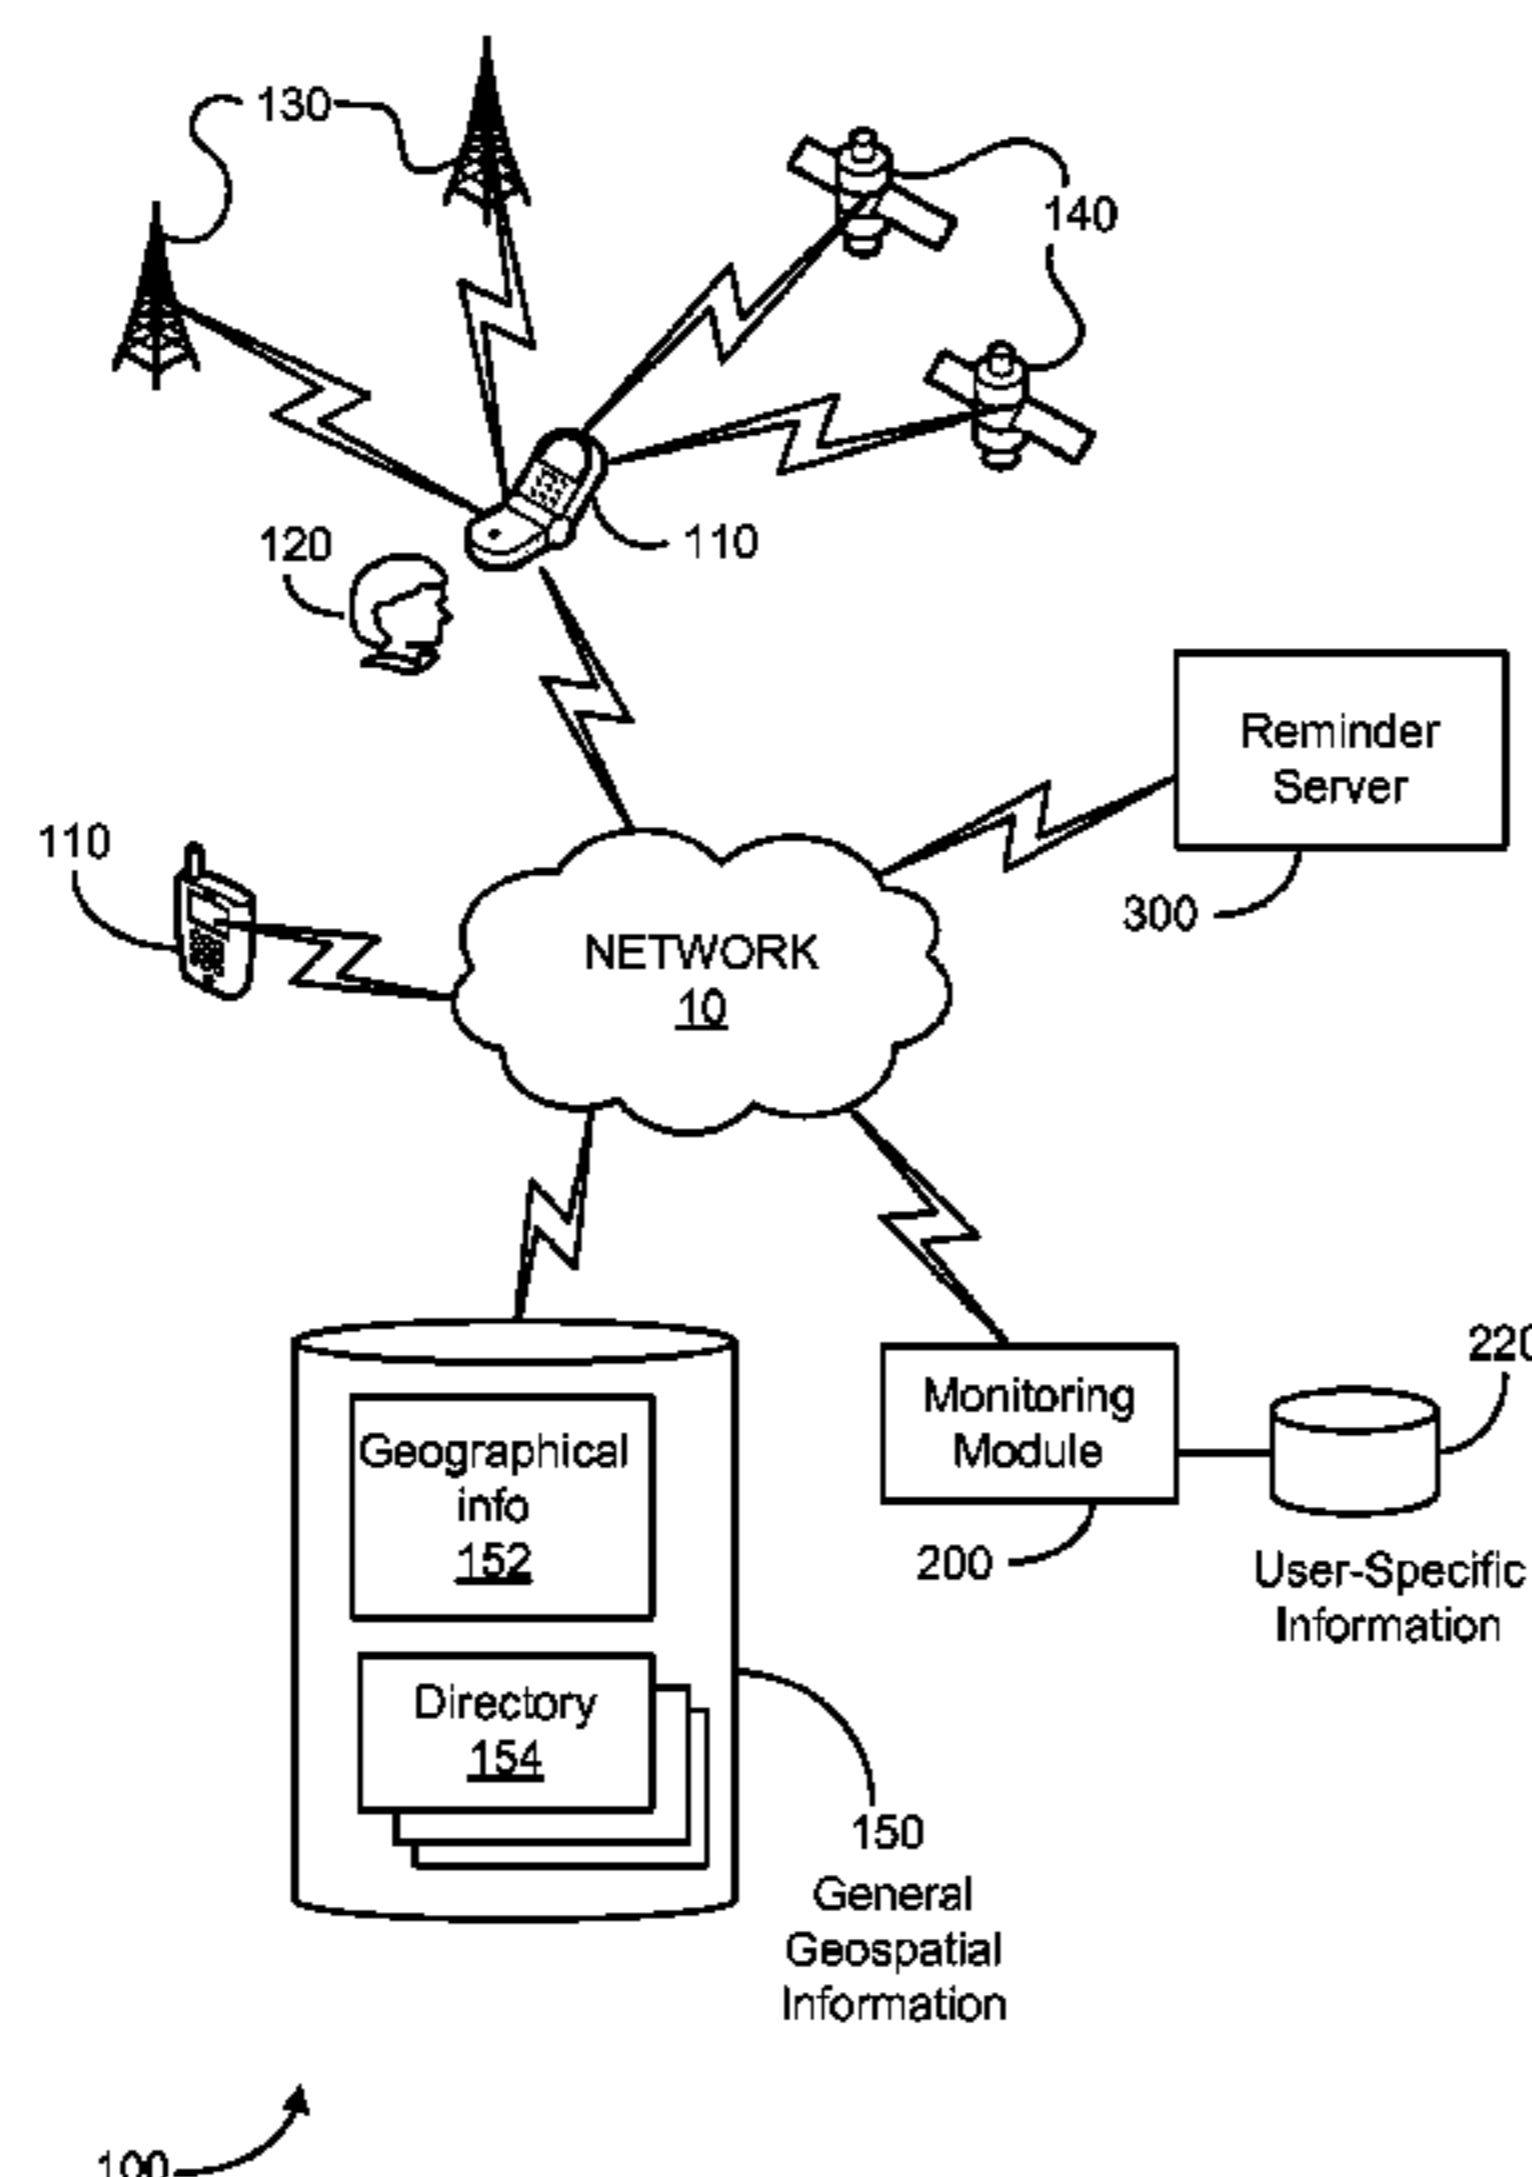 130
140
120
110
Reminder
Server
110
300
NETWORK
10
220
Monitoring
Module
Geographical
info
152
200
User-Specific
Information
Directory
154
150
General
Geospatial
Information
100